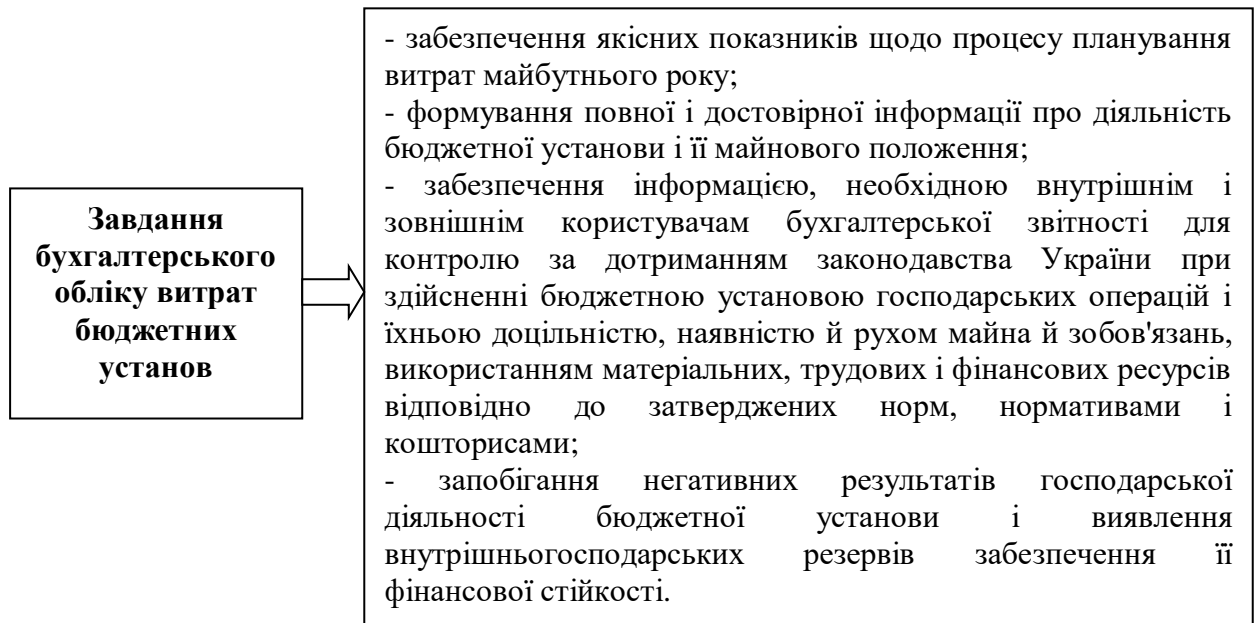 Завдання
бухгалтерського
обліку витрат
бюджетних
установ
- забезпечення якісних показників щодо процесу планування
витрат майбутнього року;
- формування повної і достовірної інформації про діяльність
бюджетної установи і її майнового положення;
- забезпечення інформацією, необхідною внутрішнім і
зовнішнім користувачам бухгалтерської звітності для
контролю за дотриманням законодавства України при
здійсненні бюджетною установою господарських операцій і
їхньою доцільністю, наявністю й рухом майна й зобов'язань,
використанням матеріальних, трудових і фінансових ресурсів
відповідно до затверджених норм, нормативами і
кошторисами;
- запобігання негативних результатів господарської
діяльності бюджетної установи і виявлення
внутрішньогосподарських резервів забезпечення її
фінансової стійкості.